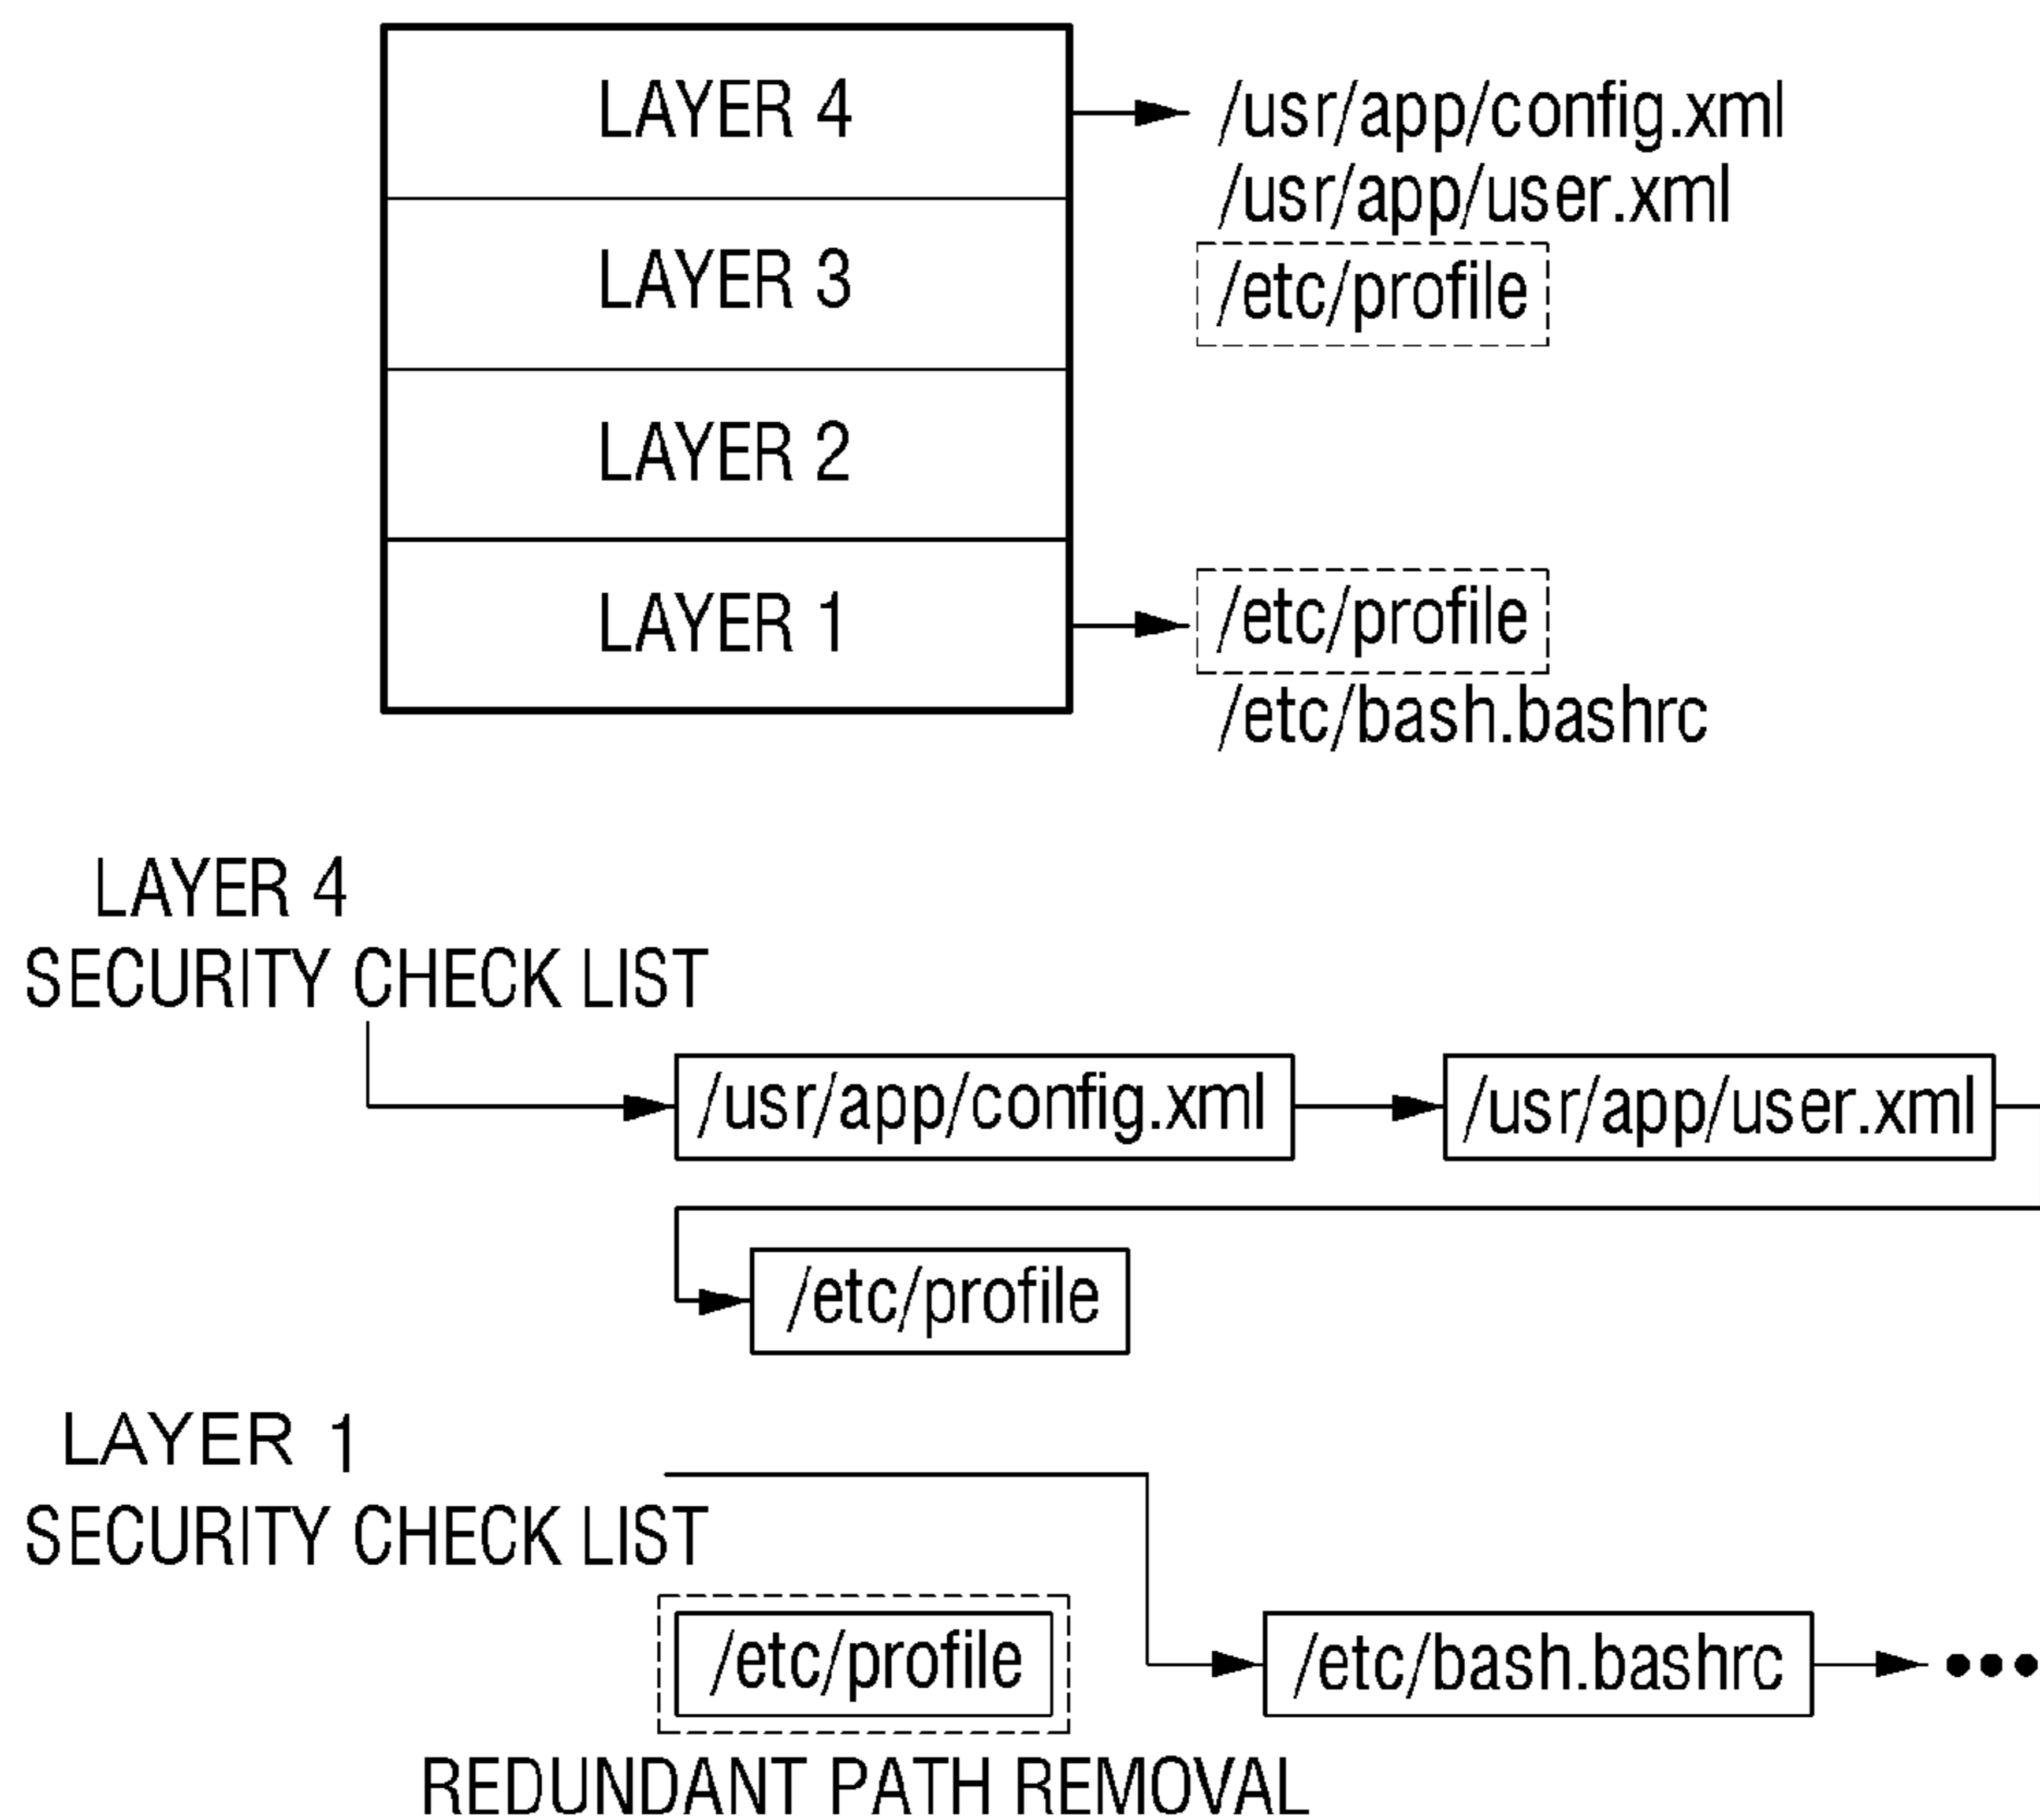 LAYER 4
/usr/app/config.xml
/usr/app/user.xml
LAYER 3
/etc/profile
LAYER 2
LAYER 1
/etc/profile
/etc/bash.bashrc
LAYER 4
SECURITY CHECK LIST
/usr/app/config.xml
/usr/app/user.xml
/etc/profile
LAYER 1
SECURITY CHECK LIST
/etc/profile
/etc/bash.bashrc
REDUNDANT PATH REMOVAL